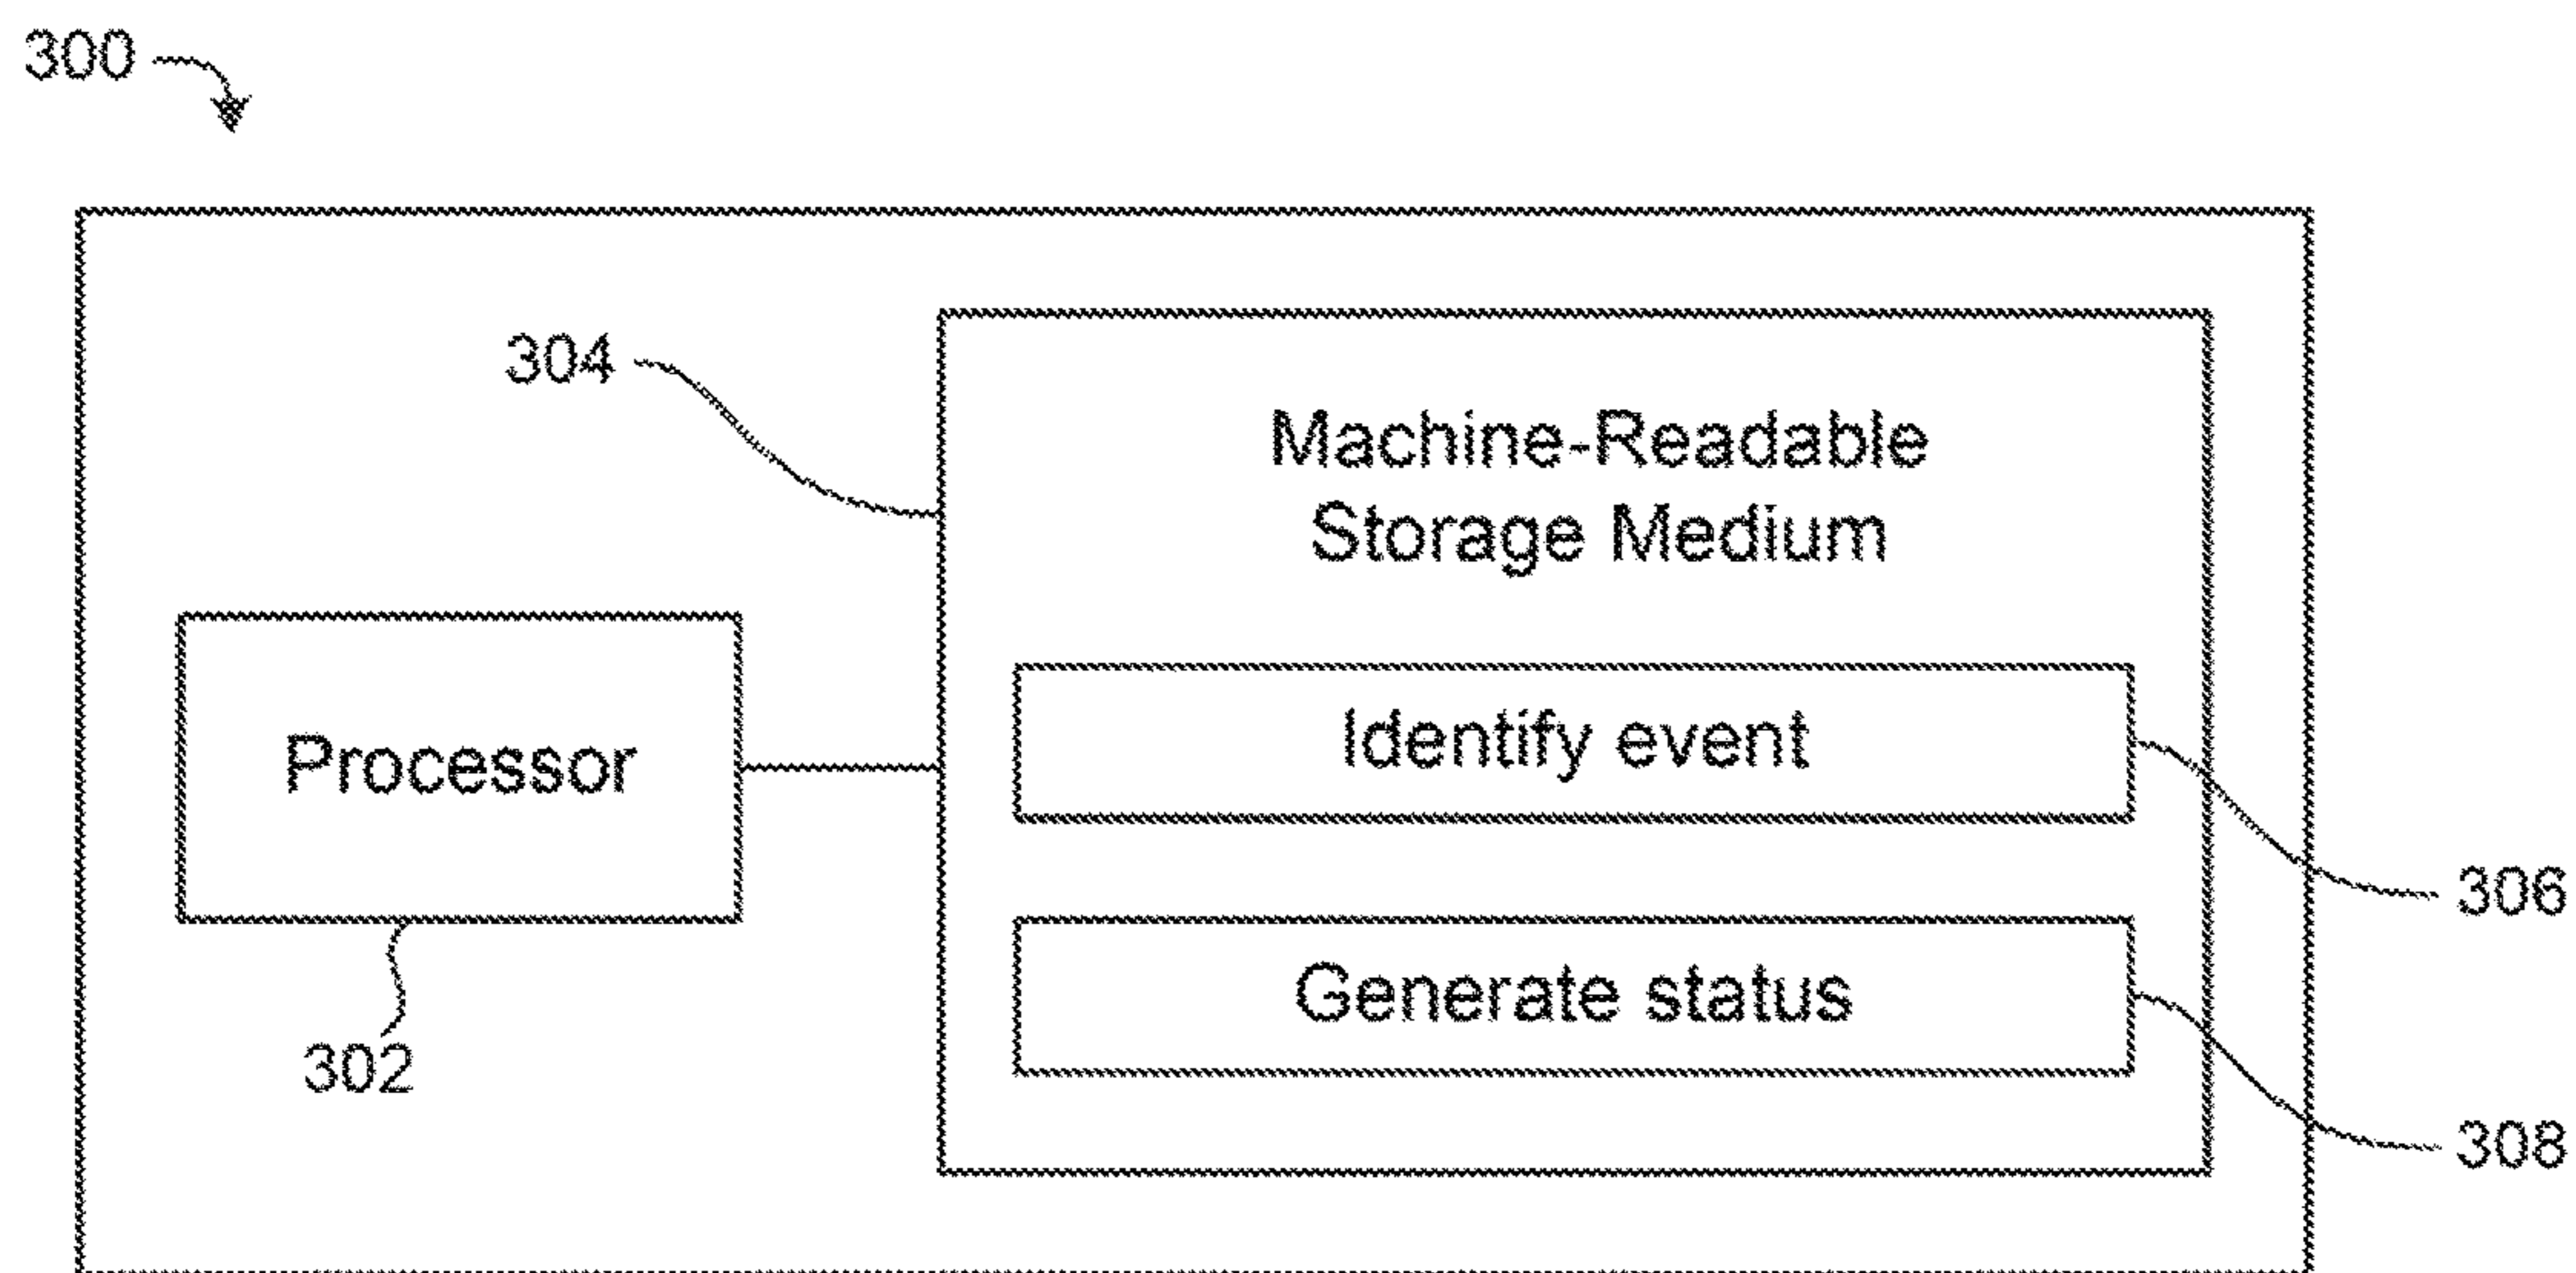 300
304
Machine-Readable
Storage Medium
Processor
Identify event
306
Generate status
302
308